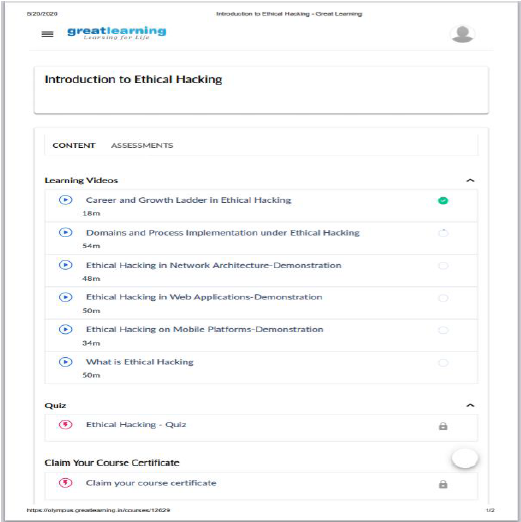 5/20/2020
Introduction to Ethical Hacking - Great Learning
greatlearning
Learning for Life
Introduction to Ethical Hacking
CONTENT ASSESSMENTS
Learning Videos
Career and Growth Ladder in Ethical Hacking
18m
Domains and Process Implementation under Ethical Hacking
54m
Ethical Hacking in Network Architecture-Demonstration
48m
Ethical Hacking in Web Applications-Demonstration
50m
Ethical Hacking on Mobile Platforms-Demonstration
34m
What is Ethical Hacking
50m
Quiz
Ethical Hacking - Quiz
Claim Your Course Certificate
Claim your course certificate
https://olympus.greatlearning.in/courses/12629
1/2